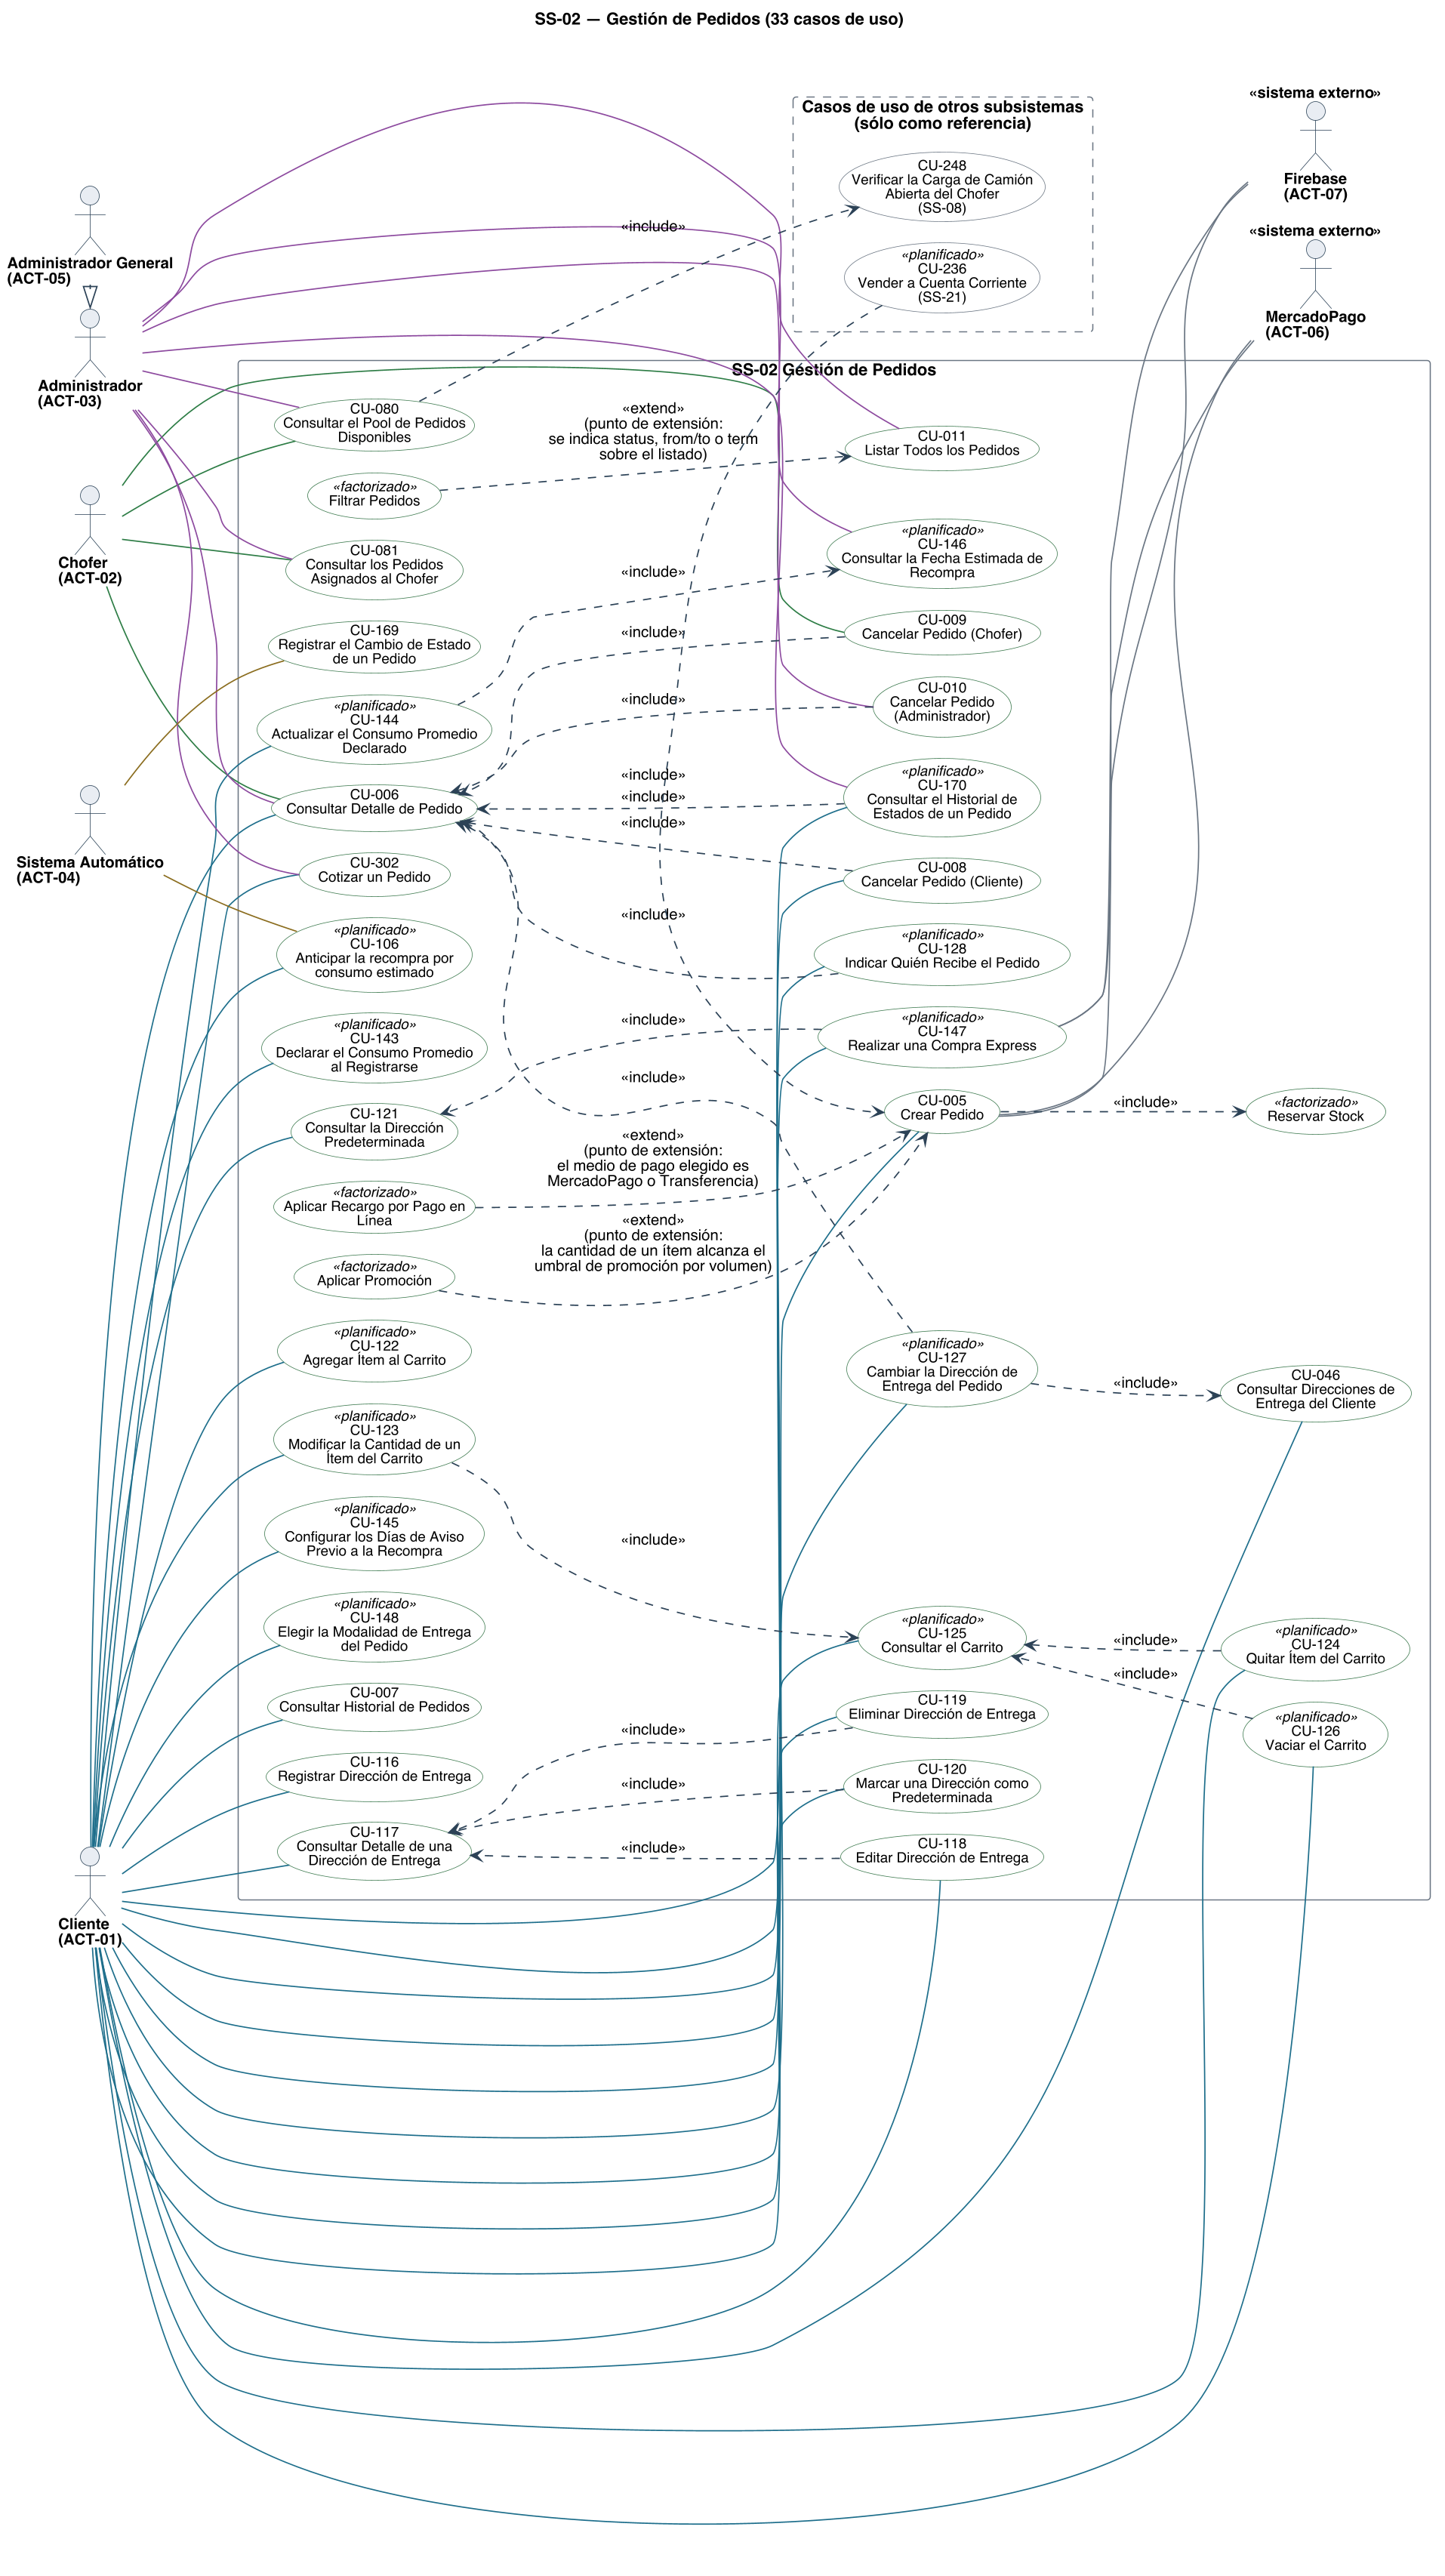 SS-02 — Gestión de Pedidos (33 casos de uso)
Casos de uso de otros subsistemas
(sólo como referencia)
CU-248
Verificar la Carga de Camión
Abierta del Chofer
(SS-08)
«planificado»
CU-236
Vender a Cuenta Corriente
(SS-21)
«sistema externo»
Firebase
(ACT-07)
«sistema externo»
MercadoPago
(ACT-06)
Administrador General
(ACT-05)
Administrador
(ACT-03)
Chofer
(ACT-02)
Sistema Automático
(ACT-04)
Cliente
(ACT-01)
SS-02 Gestión de Pedidos
CU-080
Consultar el Pool de Pedidos
Disponibles
«factorizado»
Filtrar Pedidos
CU-081
Consultar los Pedidos
Asignados al Chofer
CU-169
Registrar el Cambio de Estado
de un Pedido
«planificado»
CU-144
Actualizar el Consumo Promedio
Declarado
CU-006
Consultar Detalle de Pedido
CU-302
Cotizar un Pedido
«planificado»
CU-106
Anticipar la recompra por
consumo estimado
«planificado»
CU-143
Declarar el Consumo Promedio
al Registrarse
CU-121
Consultar la Dirección
Predeterminada
«factorizado»
Aplicar Recargo por Pago en
Línea
«factorizado»
Aplicar Promoción
«planificado»
CU-122
Agregar Ítem al Carrito
«planificado»
CU-123
Modificar la Cantidad de un
Ítem del Carrito
«planificado»
CU-145
Configurar los Días de Aviso
Previo a la Recompra
«planificado»
CU-148
Elegir la Modalidad de Entrega
del Pedido
CU-007
Consultar Historial de Pedidos
CU-116
Registrar Dirección de Entrega
CU-117
Consultar Detalle de una
Dirección de Entrega
«include»
«extend»
(punto de extensión:
se indica status, from/to o term
sobre el listado)
«include»
«include»
«include»
«include»
«include»
«include»
«include»
«include»
«include»
«extend»
(punto de extensión:
el medio de pago elegido es
MercadoPago o Transferencia)
«extend»
(punto de extensión:
la cantidad de un ítem alcanza el
umbral de promoción por volumen)
«include»
«include»
«include»
«include»
CU-011
Listar Todos los Pedidos
«planificado»
CU-146
Consultar la Fecha Estimada de
Recompra
CU-009
Cancelar Pedido (Chofer)
CU-010
Cancelar Pedido
(Administrador)
«planificado»
CU-170
Consultar el Historial de
Estados de un Pedido
CU-008
Cancelar Pedido (Cliente)
«planificado»
CU-128
Indicar Quién Recibe el Pedido
«planificado»
CU-147
Realizar una Compra Express
CU-005
Crear Pedido
«planificado»
CU-127
Cambiar la Dirección de
Entrega del Pedido
«planificado»
CU-125
Consultar el Carrito
CU-119
Eliminar Dirección de Entrega
CU-120
Marcar una Dirección como
Predeterminada
CU-118
Editar Dirección de Entrega
«include»
«include»
«include»
«include»
«factorizado»
Reservar Stock
CU-046
Consultar Direcciones de
Entrega del Cliente
«planificado»
CU-124
Quitar Ítem del Carrito
«planificado»
CU-126
Vaciar el Carrito